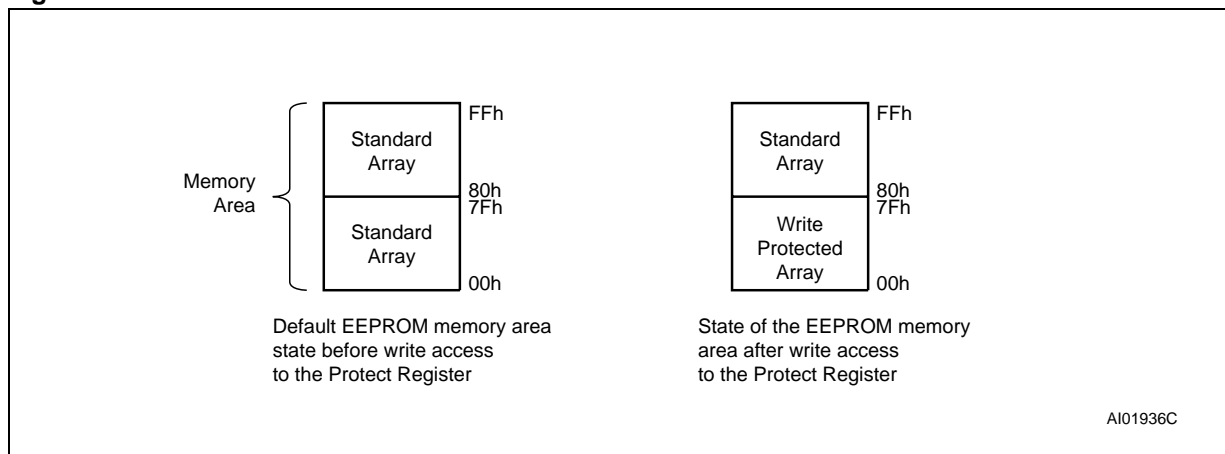 FFh
Standard
Array
80h
Memory
Area
7Fh
Standard
Array
00h
Default EEPROM memory area
state before write access
to the Protect Register
FFh
Standard
Array
80h
7Fh
Write
Protected
Array
00h
State of the EEPROM memory
area after write access
to the Protect Register
AI01936C